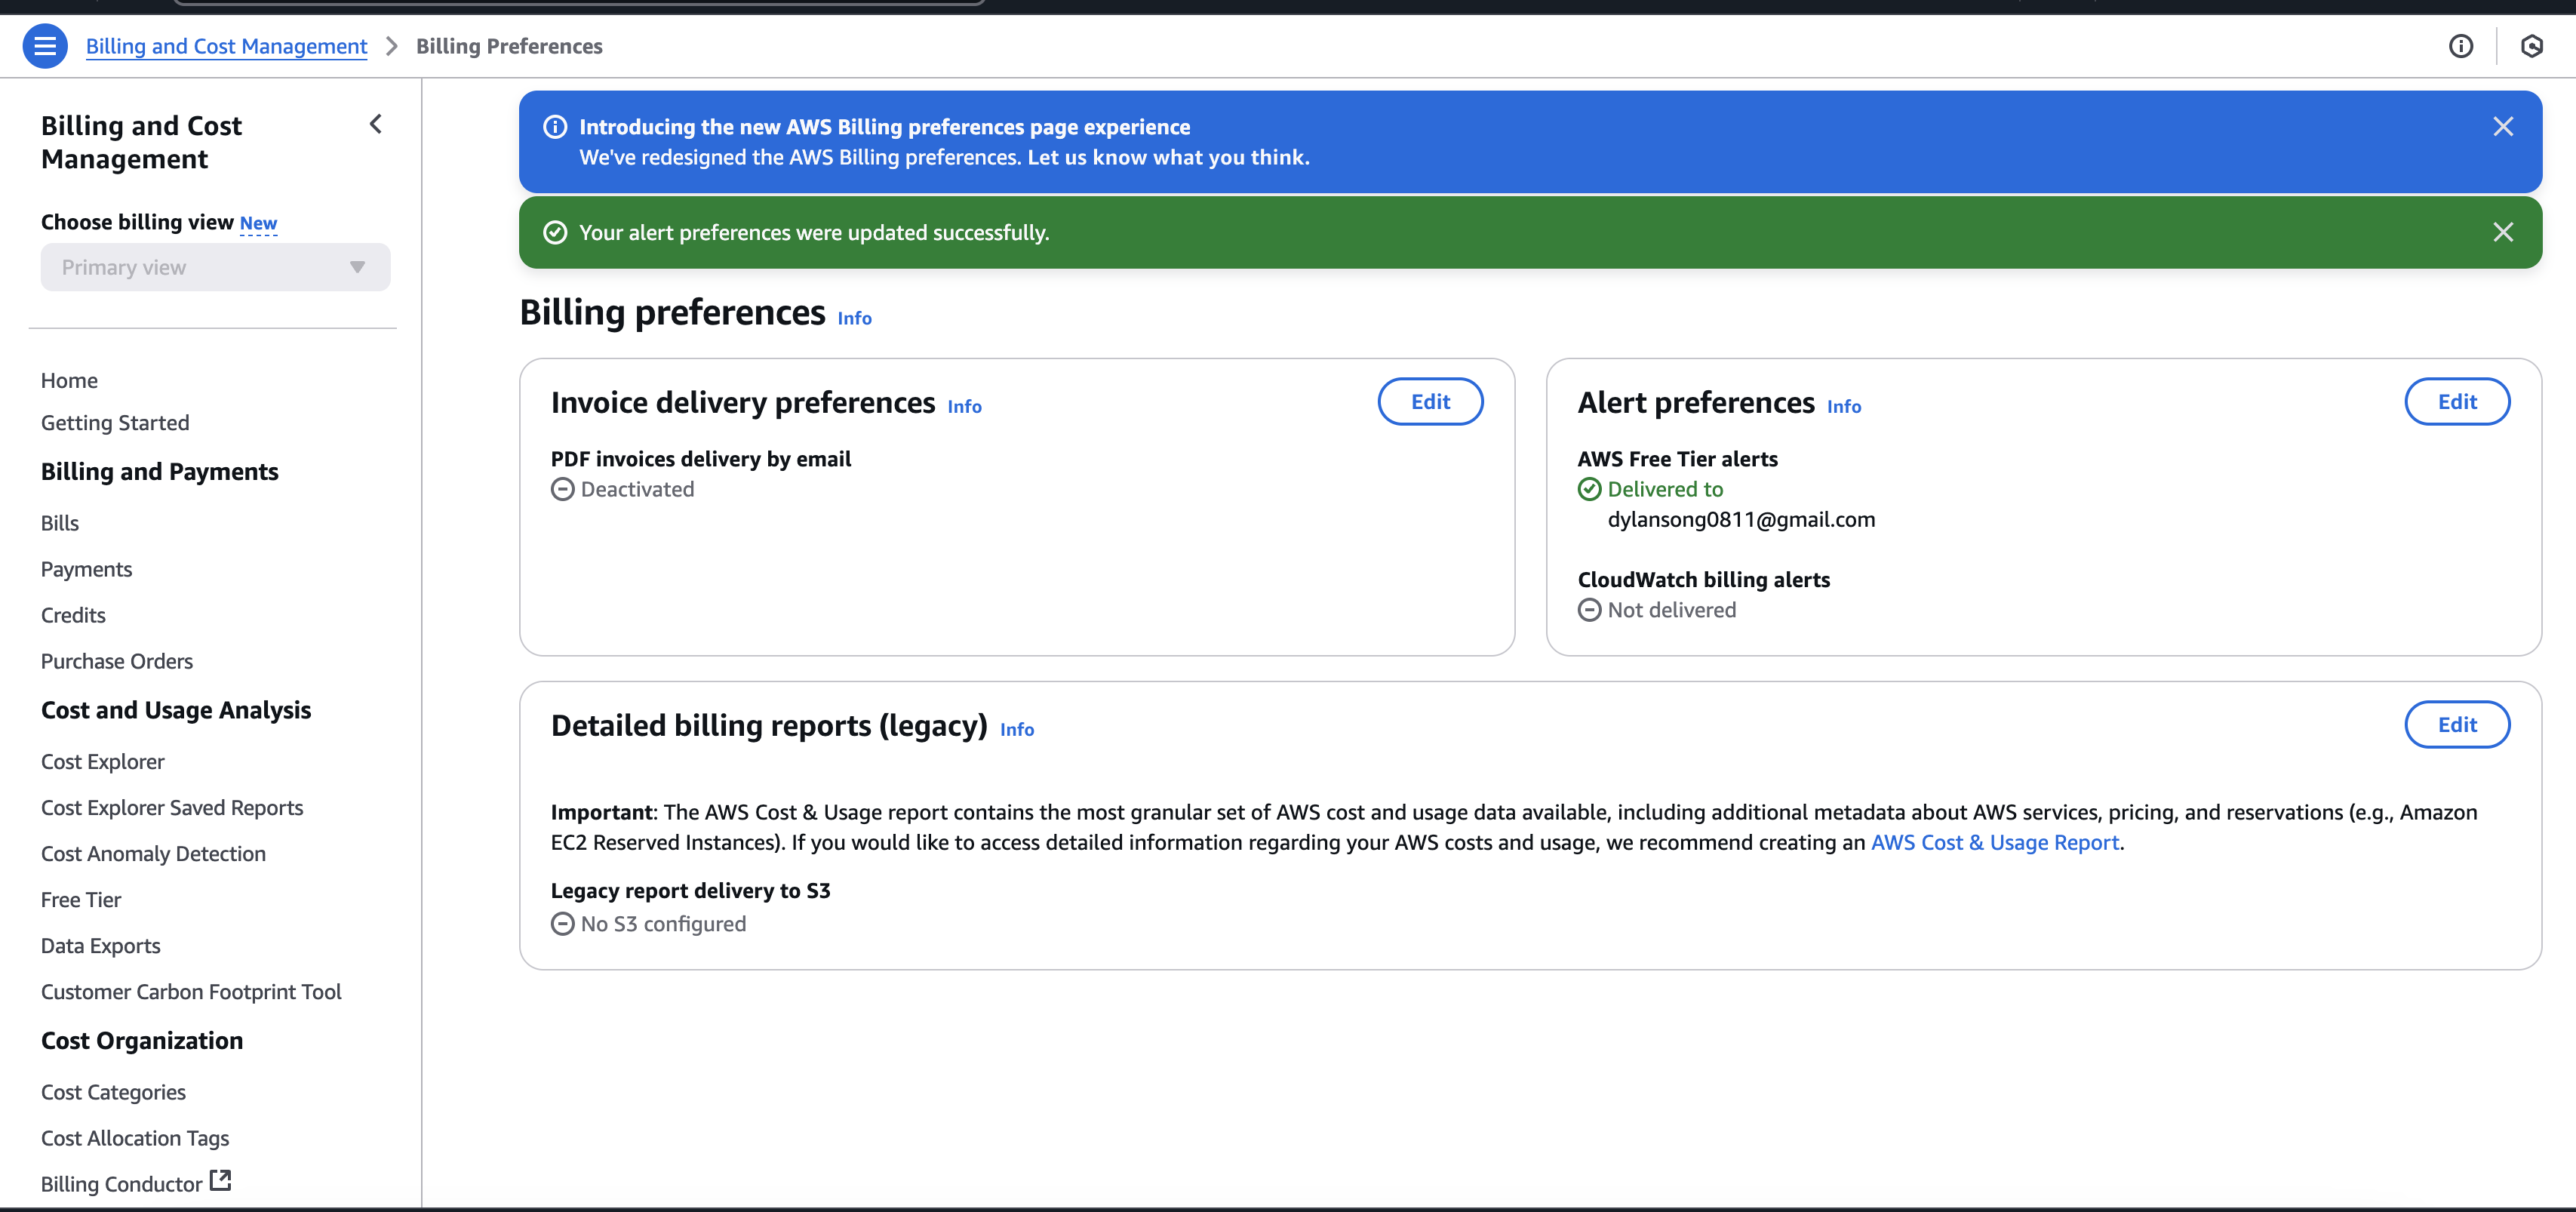 Billing and Cost Management
Billing Preferences
Billing and Cost
Management
Choose billing view New
Primary view
Home
Getting Started
Billing and Payments
Bills
Payments
Credits
Purchase Orders
Cost and Usage Analysis
Cost Explorer
Cost Explorer Saved Reports
Cost Anomaly Detection
Free Tier
Data Exports
Customer Carbon Footprint Tool
Cost Organization
Cost Categories
Cost Allocation Tags
Billing Conductor
Introducing the new AWS Billing preferences page experience
We've redesigned the AWS Billing preferences. Let us know what you think.
Your alert preferences were updated successfully.
Billing preferences Info
Invoice delivery preferences Info
Edit
PDF invoices delivery by email
Deactivated
Alert preferences Info
Edit
AWS Free Tier alerts
Delivered to
dylansong0811@gmail.com
CloudWatch billing alerts
Not delivered
Detailed billing reports (legacy) Info
Edit
Important: The AWS Cost & Usage report contains the most granular set of AWS cost and usage data available, including additional metadata about AWS services, pricing, and reservations (e.g., Amazon
EC2 Reserved Instances). If you would like to access detailed information regarding your AWS costs and usage, we recommend creating an AWS Cost & Usage Report.
Legacy report delivery to S3
No S3 configured